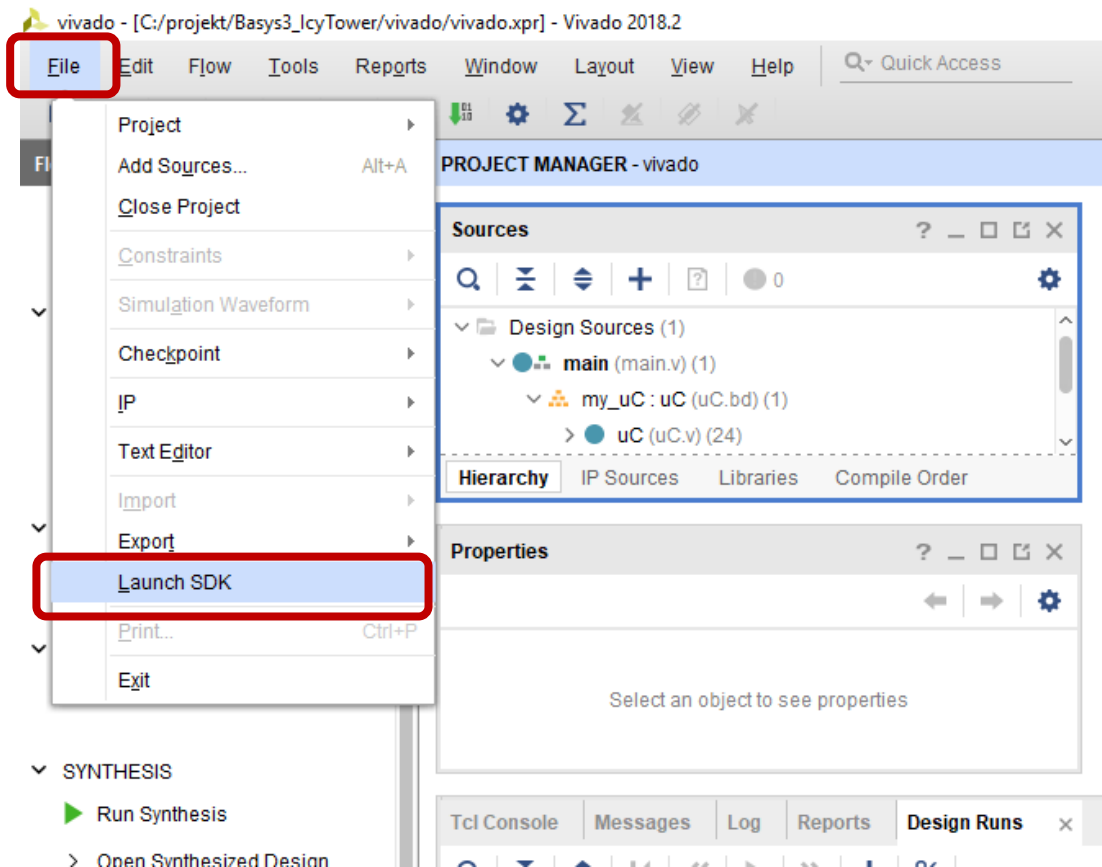 vivado - [C:/projekt/Basys3_IcyTower/vivado/vivado.xpr] - Vivado 2018.2
File Edit Flow Tools Reports Window Layout View Help Quick Access
Project
Add Sources... Alt+A
Close Project
Constraints
Simulation Waveform
Checkpoint
IP
Text Editor
Import
Export
Launch SDK
Print... Ctrl+P
Exit
SYNTHESIS
Run Synthesis
Open Synthesized Design
PROJECT MANAGER - vivado
Sources
0
Design Sources (1)
main (main.v) (1)
my_uC : uC (uC.bd) (1)
uC (uC.v) (24)
Hierarchy IP Sources Libraries Compile Order
Properties
Select an object to see properties
Tcl Console Messages Log Reports Design Runs